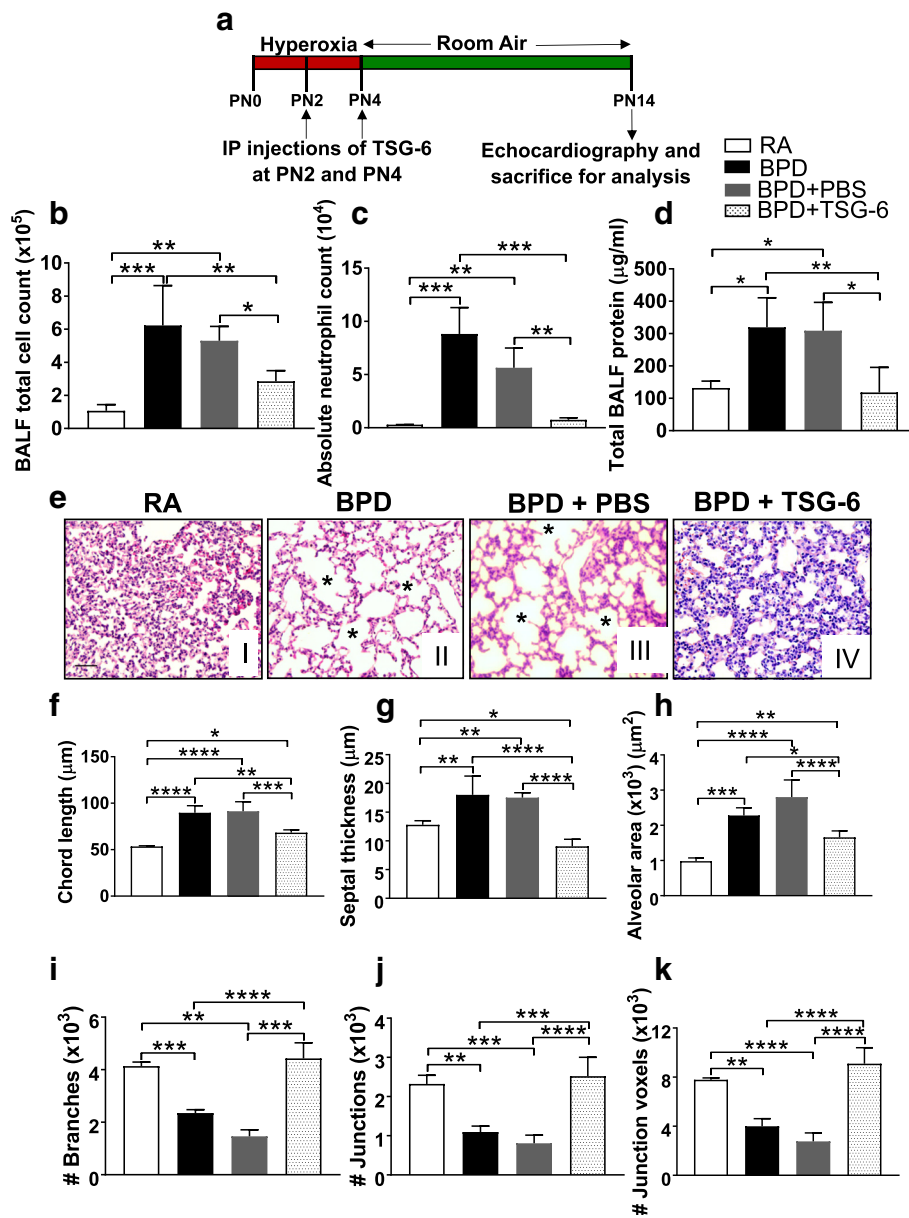 a
Hyperoxia
Room Air
PN0
PN2
PN4
PN14
IP injections of TSG-6
at PN2 and PN4
Echocardiography and
sacrifice for analysis
RA
BPD
BPD+PBS
BPD+TSG-6
b
BALF total cell count (x10⁵)
10
8
6
4
2
0
**
***
**
*
c
Absolute neutrophil count (10⁴)
15
10
5
0
***
**
***
**
d
Total BALF protein (µg/ml)
500
400
300
200
100
0
*
*
**
*
e
RA
BPD
BPD + PBS
BPD + TSG-6
I
* * *
II
* * *
III
IV
f
Chord length (µm)
150
100
50
0
*
****
**
****
***
g
Septal thickness (µm)
25
20
15
10
5
0
*
**
****
**
****
h
Alveolar area (x10³) (µm²)
4
3
2
1
0
**
****
*
***
****
i
# Branches (x10³)
6
4
2
0
****
**
***
***
j
# Junctions (x10³)
4
3
2
1
0
***
***
****
**
k
# Junction voxels (x10³)
12
8
4
0
****
****
****
**